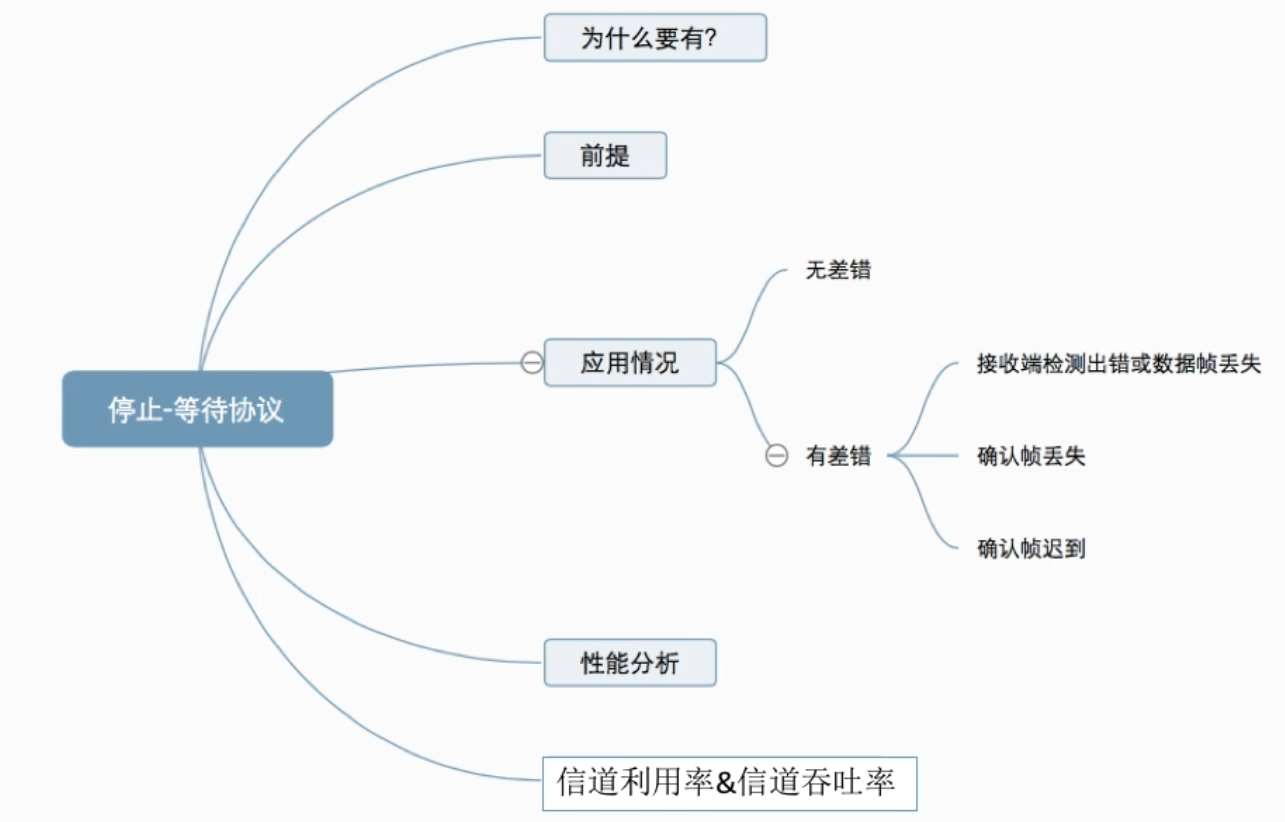 为什么要有？
前提
无差错
应用情况
接收端检测出错或数据帧丢失
停止-等待协议
有差错
确认帧丢失
确认帧迟到
性能分析
信道利用率&信道吞吐率